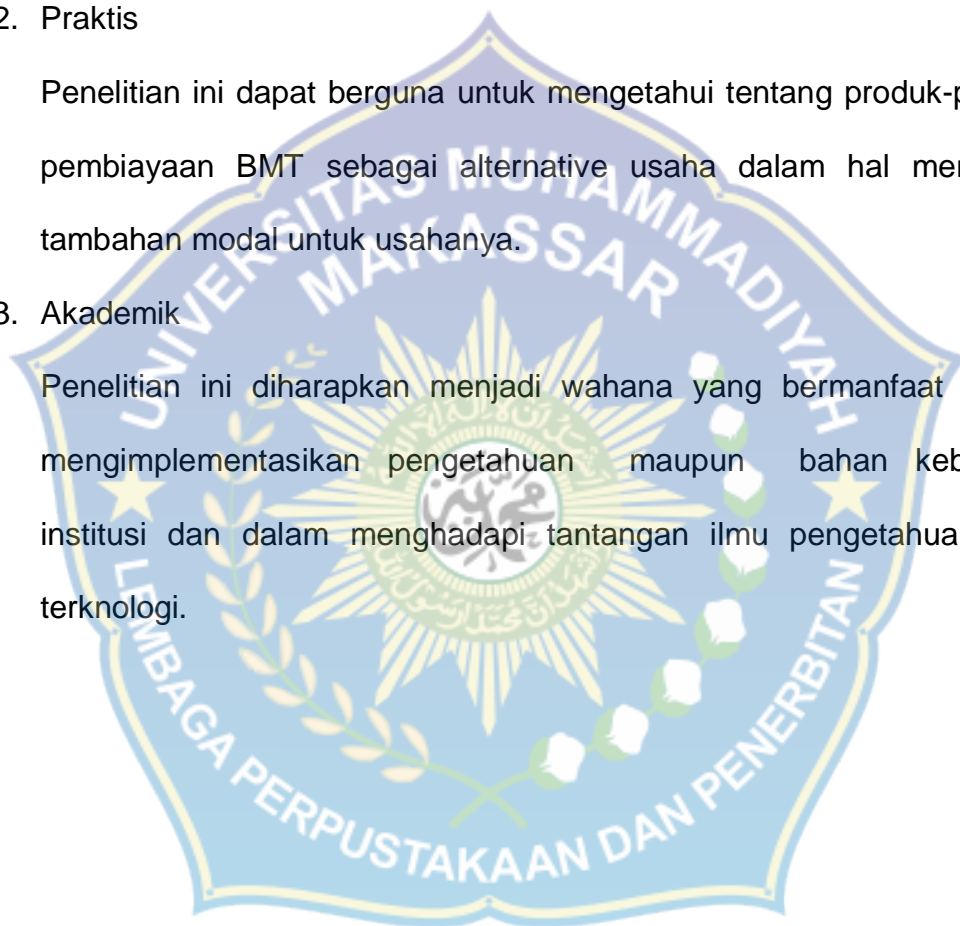 2. Praktis
Penelitian ini dapat berguna untuk mengetahui tentang produk-p
pembiayaan BMT sebagai alternative usaha dalam hal mer
tambahan modal untuk usahanya.
3. Akademik
Penelitian ini diharapkan menjadi wahana yang bermanfaat
mengimplementasikan pengetahuan maupun bahan keb
institusi dan dalam menghadapi tantangan ilmu pengetahua
terknologi.
UNIVERSITAS MUHAMMADIYAH
MAKASSAR
LEMBAGA PERPUSTAKAAN DAN PENERBITAN